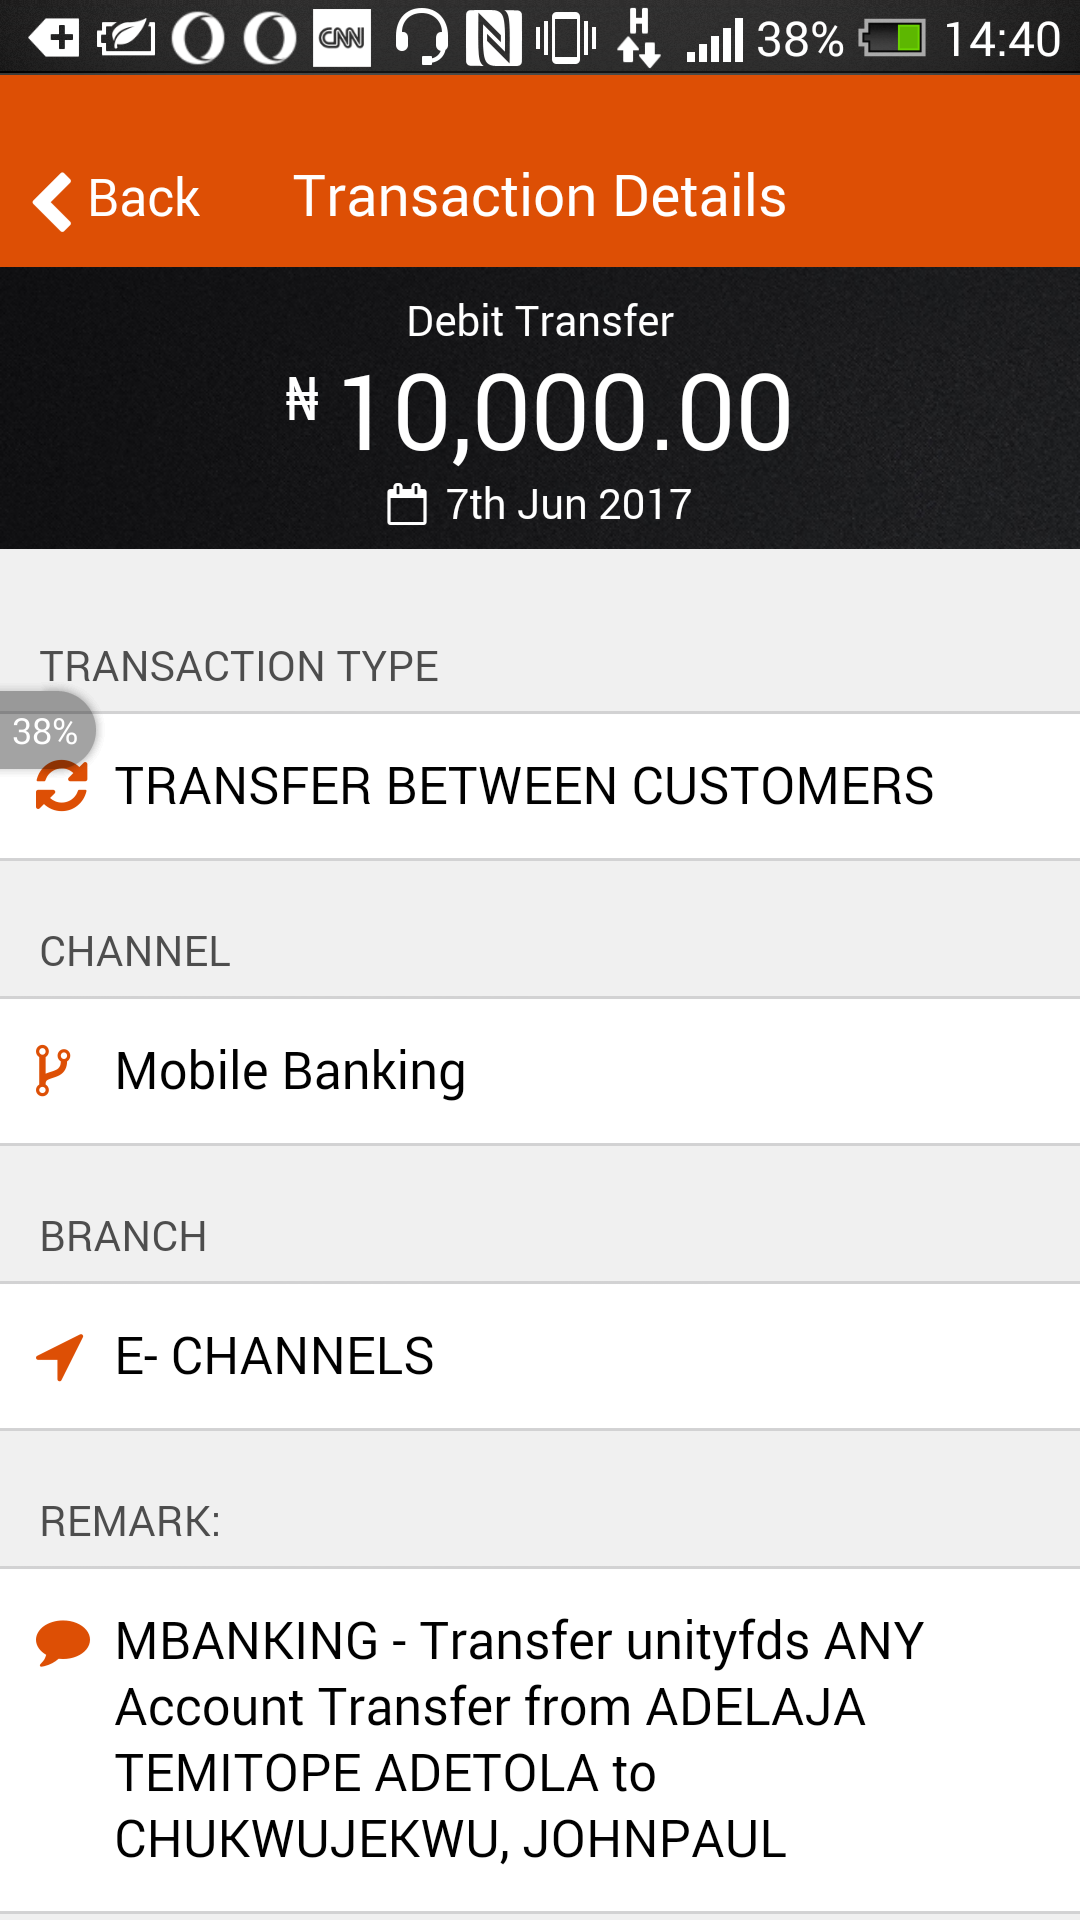 CNN H 38% 14:40
Back Transaction Details
Debit Transfer
₦ 10,000.00
7th Jun 2017
TRANSACTION TYPE
38%
TRANSFER BETWEEN CUSTOMERS
CHANNEL
Mobile Banking
BRANCH
E- CHANNELS
REMARK:
MBANKING - Transfer unityfds ANY
Account Transfer from ADELAJA
TEMITOPE ADETOLA to
CHUKWUJEKWU, JOHNPAUL